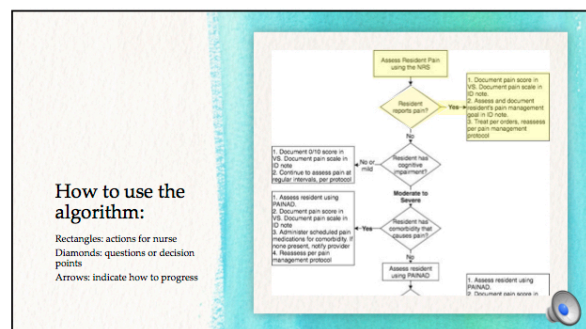 How to use the
algorithm:
Rectangles: actions for nurse
Diamonds: questions or decision
points
Arrows: indicate how to progress
Assess Resident Pain
using the NRS
Resident
reports pain?
Yes
1. Document pain score in
VS. Document pain scale in
ID note.
2. Assess and document
resident's pain management
goal in ID note.
3. Treat per orders, reassess
per pain management
protocol
No
1. Document 0/10 score in
VS. Document pain scale in
ID note
2. Continue to assess pain at
regular intervals, per protocol
No or
mild
Resident has
cognitive
impairment?
Moderate to
Severe
1. Assess resident using
PAINAD.
2. Document pain score in
VS. Document pain scale in
ID note
3. Administer scheduled pain
medications for comorbidity. If
none present, notify provider
4. Reassess per pain
management protocol
Yes
Resident has
comorbidity that
causes pain?
No
Assess resident
using PAINAD
1. Assess resident using
PAINAD.
2. Document pain score in